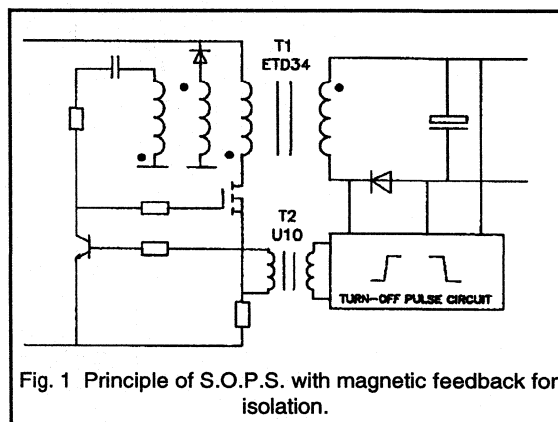 T1
ETD34
T2
U10
TURN-OFF PULSE CIRCUIT
Fig. 1 Principle of S.O.P.S. with magnetic feedback for
isolation.